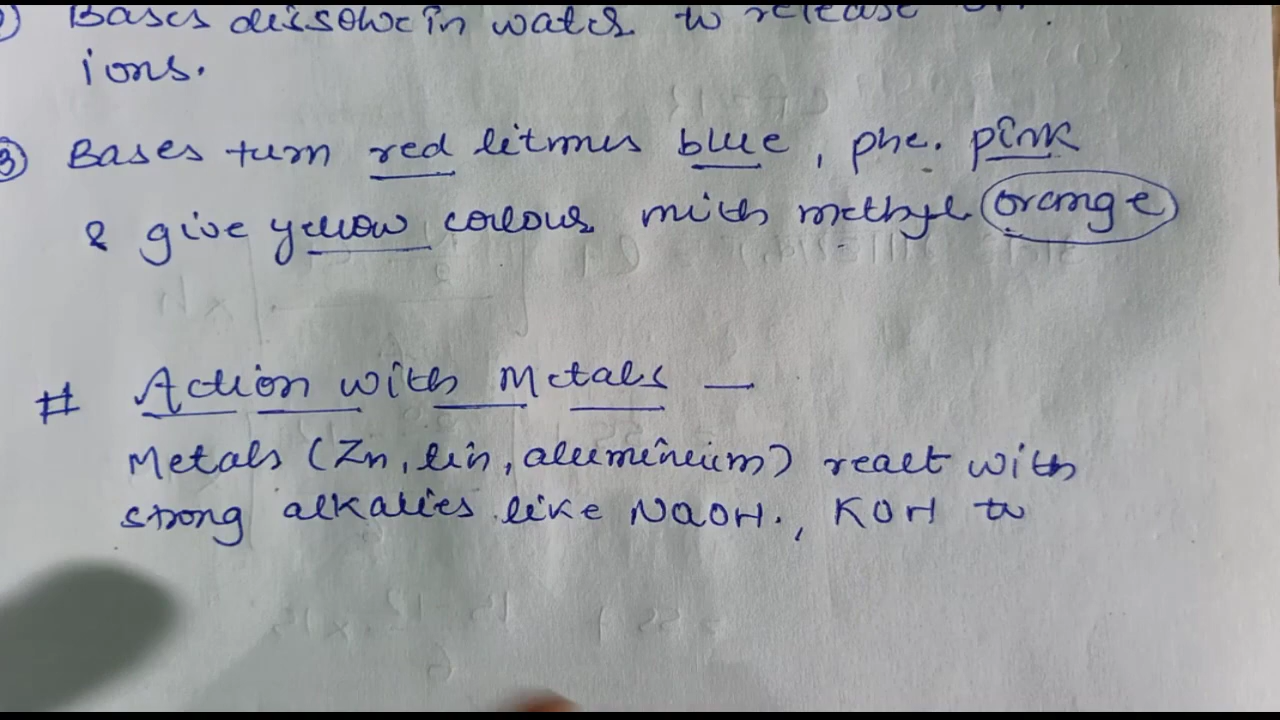 Bases dissolve in water to release OH-
ions.
3) Bases turn red litmus blue, phe. pink
& give yellow colour with methyl orange
# Action with Metals —
Metals (Zn, tin, aluminium) react with
strong alkalies like NaOH., KOH to